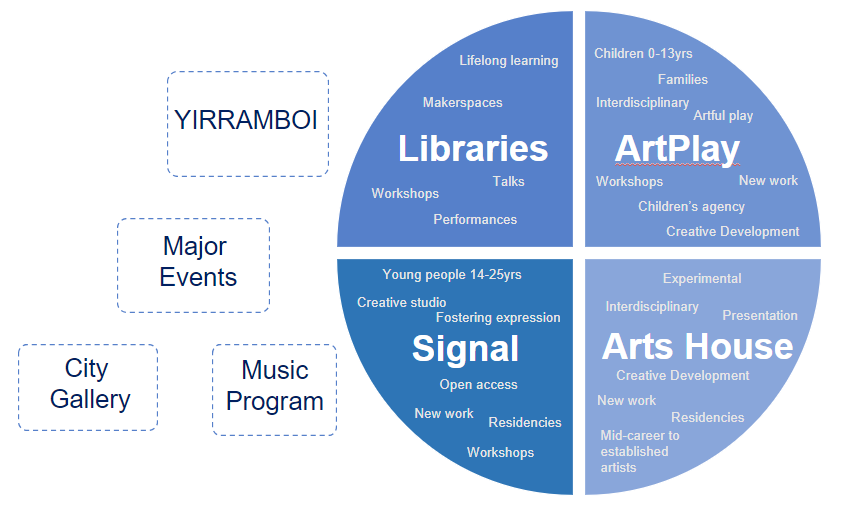 YIRRAMBOI
Major
Events
City
Gallery
Music
Program
Lifelong learning
Makerspaces
Libraries
Talks
Workshops
Performances
Children 0-13yrs
Families
Interdisciplinary
Artful play
ArtPlay
Workshops
New work
Children's agency
Creative Development
Young people 14-25yrs
Creative studio
Fostering expression
Signal
Open access
New work
Residencies
Workshops
Experimental
Interdisciplinary
Presentation
Arts House
Creative Development
New work
Residencies
Mid-career to
established
artists